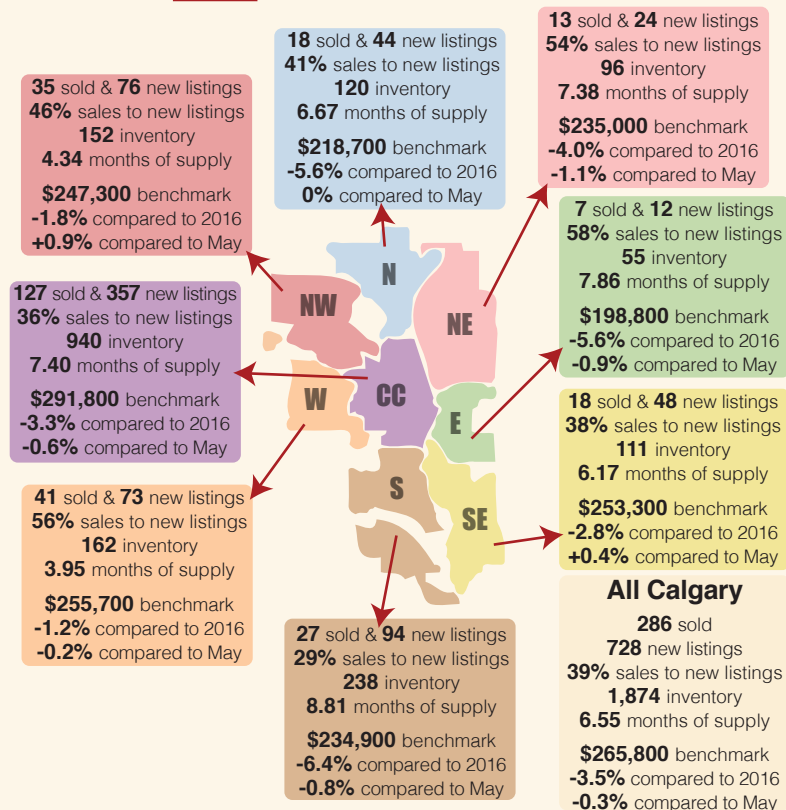 18 sold & 44 new listings
41% sales to new listings
120 inventory
6.67 months of supply
$218,700 benchmark
-5.6% compared to 2016
0% compared to May
13 sold & 24 new listings
54% sales to new listings
96 inventory
7.38 months of supply
$235,000 benchmark
-4.0% compared to 2016
-1.1% compared to May
35 sold & 76 new listings
46% sales to new listings
152 inventory
4.34 months of supply
$247,300 benchmark
-1.8% compared to 2016
+0.9% compared to May
7 sold & 12 new listings
58% sales to new listings
55 inventory
7.86 months of supply
$198,800 benchmark
-5.6% compared to 2016
-0.9% compared to May
N
NW
NE
W
CC
E
S
SE
127 sold & 357 new listings
36% sales to new listings
940 inventory
7.40 months of supply
$291,800 benchmark
-3.3% compared to 2016
-0.6% compared to May
18 sold & 48 new listings
38% sales to new listings
111 inventory
6.17 months of supply
$253,300 benchmark
-2.8% compared to 2016
+0.4% compared to May
41 sold & 73 new listings
56% sales to new listings
162 inventory
3.95 months of supply
$255,700 benchmark
-1.2% compared to 2016
-0.2% compared to May
27 sold & 94 new listings
29% sales to new listings
238 inventory
8.81 months of supply
$234,900 benchmark
-6.4% compared to 2016
-0.8% compared to May
All Calgary
286 sold
728 new listings
39% sales to new listings
1,874 inventory
6.55 months of supply
$265,800 benchmark
-3.5% compared to 2016
-0.3% compared to May